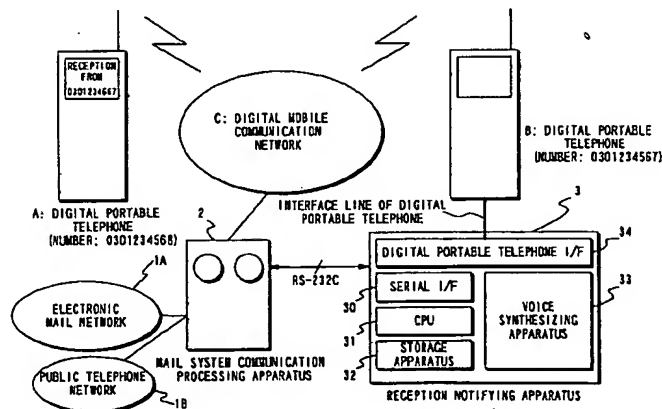 RECEPTION
FROM
0301234667
C: DIGITAL MOBILE
COMMUNICATION
NETWORK
B: DIGITAL PORTABLE
TELEPHONE
(NUMBER: 0301234567)
A: DIGITAL PORTABLE
TELEPHONE
(NUMBER: 0301234568)
INTERFACE LINE OF DIGITAL
PORTABLE TELEPHONE
2
3
34
DIGITAL PORTABLE TELEPHONE I/F
1A
RS-232C
SERIAL I/F
30
33
VOICE
SYNTHESIZING
APPARATUS
ELECTRONIC
MAIL NETWORK
CPU
31
STORAGE
APPARATUS
32
MAIL SYSTEM COMMUNICATION
PROCESSING APPARATUS
PUBLIC TELEPHONE
NETWORK
1B
RECEPTION NOTIFYING APPARATUS